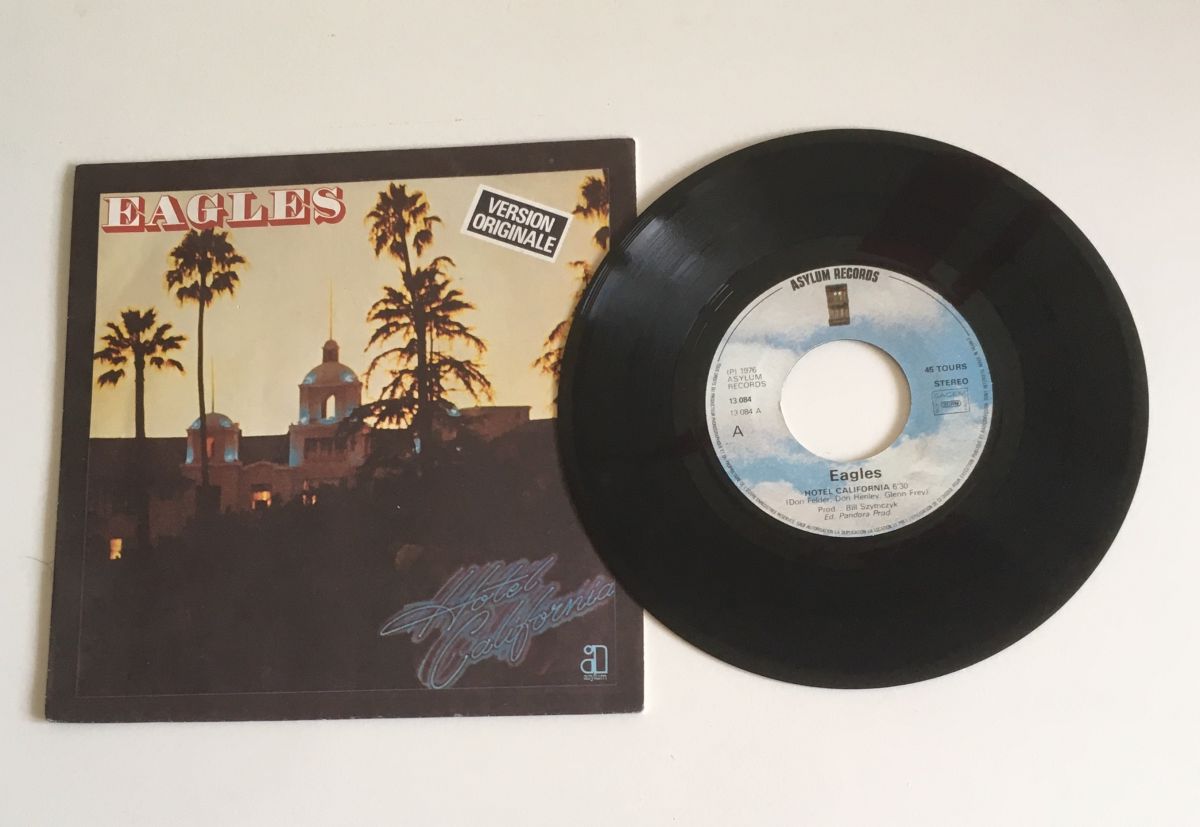 EAGLES
VERSION
ORIGINALE
Hotel
California
asylum
ASYLUM RECORDS
(P) 1976
ASYLUM
RECORDS
13 084
13 084 A
A
45 TOURS
STEREO
SACEM
Eagles
HOTEL CALIFORNIA 6'30
(Don Felder, Don Henley, Glenn Frey)
Prod. : Bill Szymczyk
Ed. Pandora Prod.